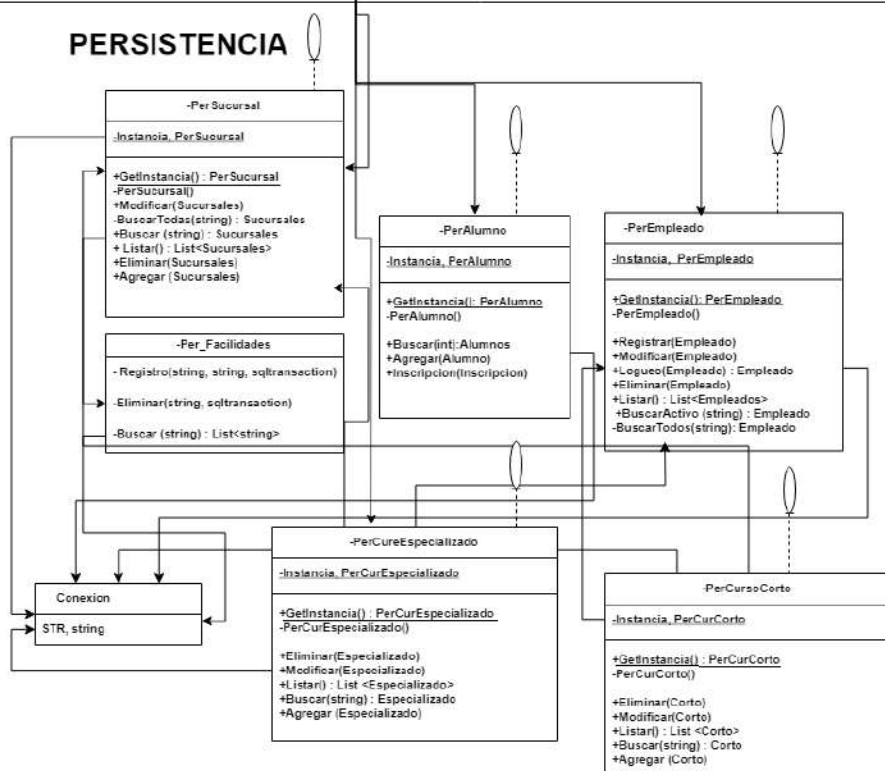 PERSISTENCIA
-PerSucursal
-Instancia, PerSucursal
+GetInstancia() : PerSucursal
-PerSucursal()
+Modificar(Sucursales)
-BuscarTodas(string) : Sucursales
+Buscar (string) : Sucursales
+ Listar() : List<Sucursales>
+Eliminar(Sucursales)
+Agregar (Sucursales)
-Per_Facilidades
- Registro(string, string, sqltransaction)
-Eliminar(string, sqltransaction)
-Buscar (string) : List<string>
-PerAlumno
-Instancia, PerAlumno
+GetInstancia(): PerAlumno
-PerAlumno()
+Buscar(int):Alumnos
+Agregar(Alumno)
+Inscripcion(Inscripcion)
-PerEmpleado
-Instancia, PerEmpleado
+GetInstancia(): PerEmpleado
-PerEmpleado()
+Registrar(Empleado)
+Modificar(Empleado)
+Logueo(Empleado) : Empleado
+Eliminar(Empleado)
+Listar() : List<Empleados>
+BuscarActivo (string) : Empleado
-BuscarTodos(string): Empleado
Conexion
STR, string
-PerCureEspecializado
-Instancia, PerCurEspecializado
+GetInstancia() : PerCurEspecializado
-PerCurEspecializado()
+Eliminar(Especializado)
+Modificar(Especializado)
+Listar() : List <Especializado>
+Buscar(string) : Especializado
+Agregar (Especializado)
-PerCursoCorto
-Instancia, PerCurCorto
+GetInstancia() : PerCurCorto
-PerCurCorto()
+Eliminar(Corto)
+Modificar(Corto)
+Listar() : List <Corto>
+Buscar(string) : Corto
+Agregar (Corto)